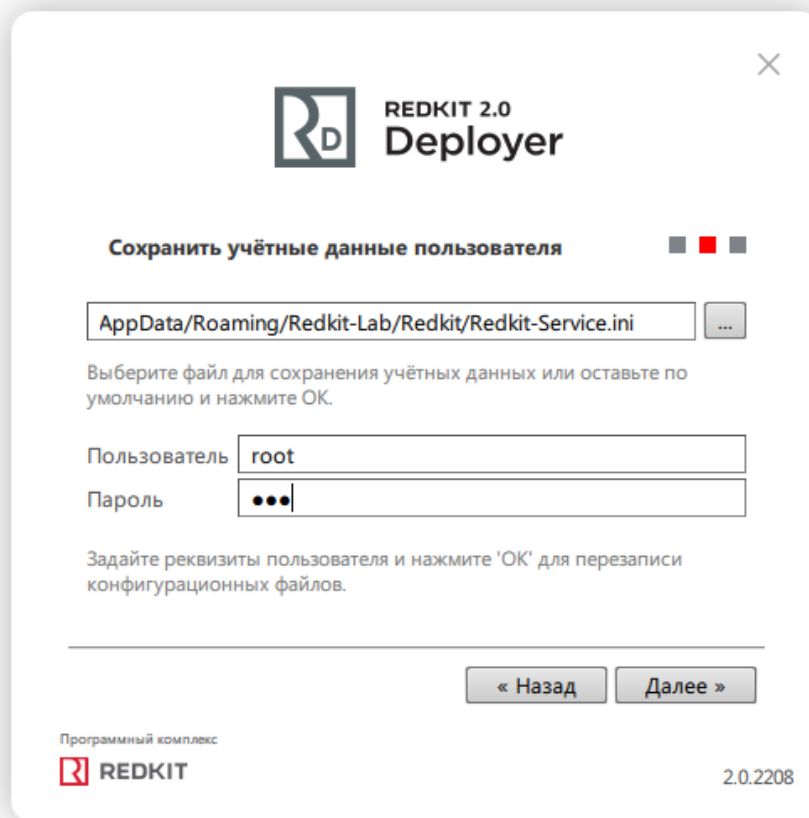 REDKIT 2.0
Deployer
Сохранить учётные данные пользователя
AppData/Roaming/Redkit-Lab/Redkit/Redkit-Service.ini
...
Выберите файл для сохранения учётных данных или оставьте по
умолчанию и нажмите ОК.
Пользователь root
Пароль ●●●
Задайте реквизиты пользователя и нажмите 'ОК' для перезаписи
конфигурационных файлов.
« Назад
Далее »
Программный комплекс
REDKIT
2.0.2208